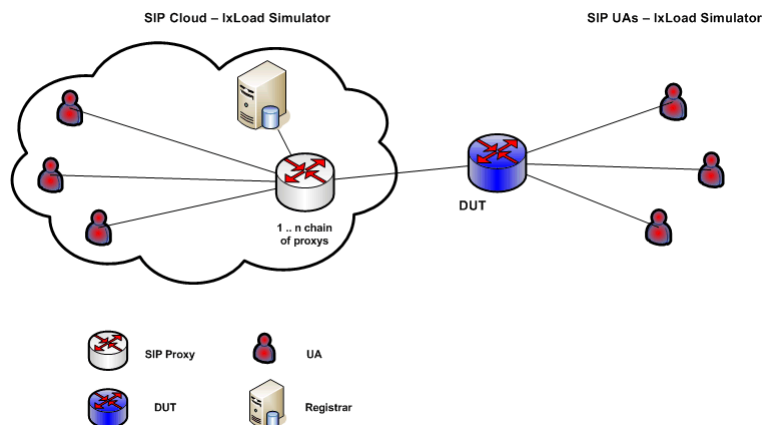 SIP Cloud – IxLoad Simulator
SIP UAs – IxLoad Simulator
DUT
1 .. n chain
of proxys
SIP Proxy
UA
DUT
Registrar